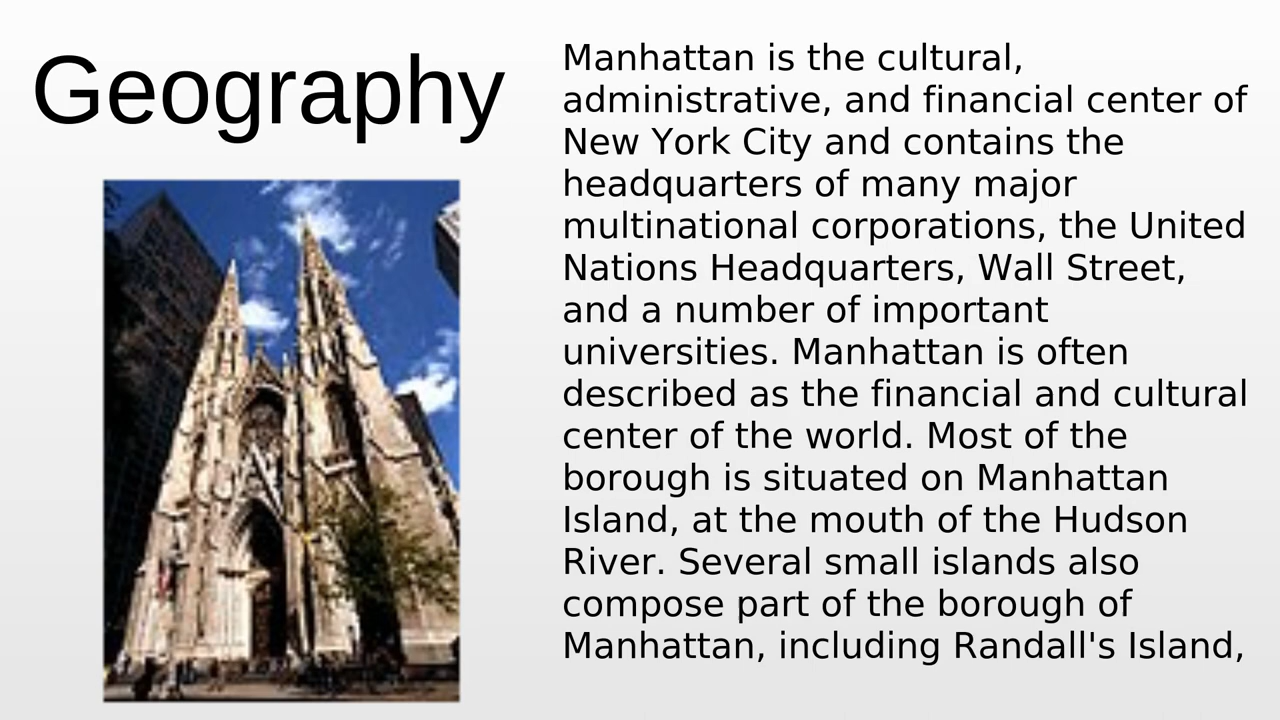 Geography
Manhattan is the cultural,
administrative, and financial center of
New York City and contains the
headquarters of many major
multinational corporations, the United
Nations Headquarters, Wall Street,
and a number of important
universities. Manhattan is often
described as the financial and cultural
center of the world. Most of the
borough is situated on Manhattan
Island, at the mouth of the Hudson
River. Several small islands also
compose part of the borough of
Manhattan, including Randall's Island,